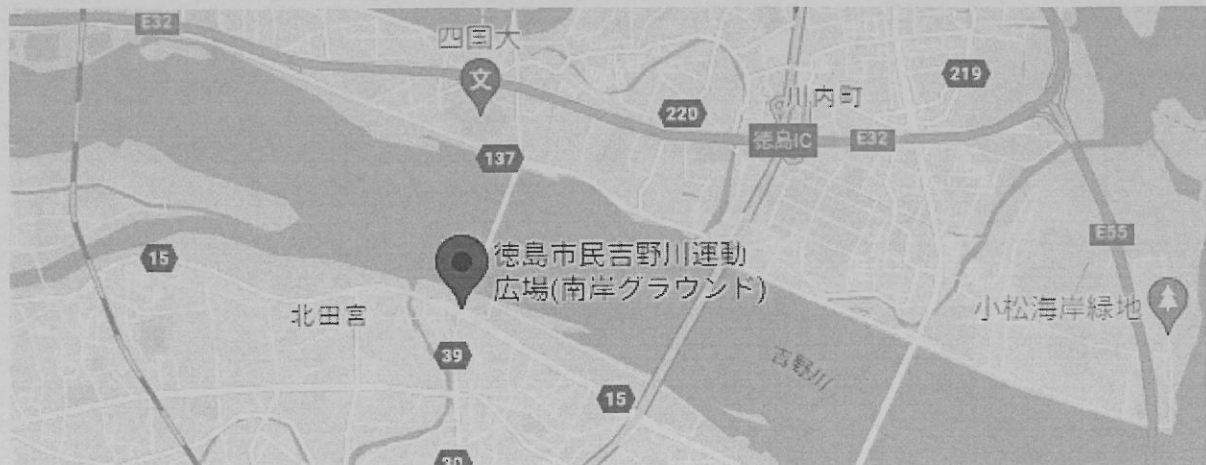 E32
四国大
文
219
川内町
220
徳島IC
E32
137
E55
15
徳島市民吉野川運動
広場(南岸グラウンド)
小松海岸緑地
北田宮
39
吉野川
15
30